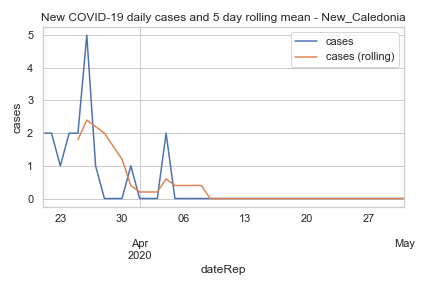 New COVID-19 daily cases and 5 day rolling mean - New_Caledonia
cases
cases (rolling)
cases
5
4
3
2
1
0
23
30
06
13
20
27
Apr
2020
May
dateRep